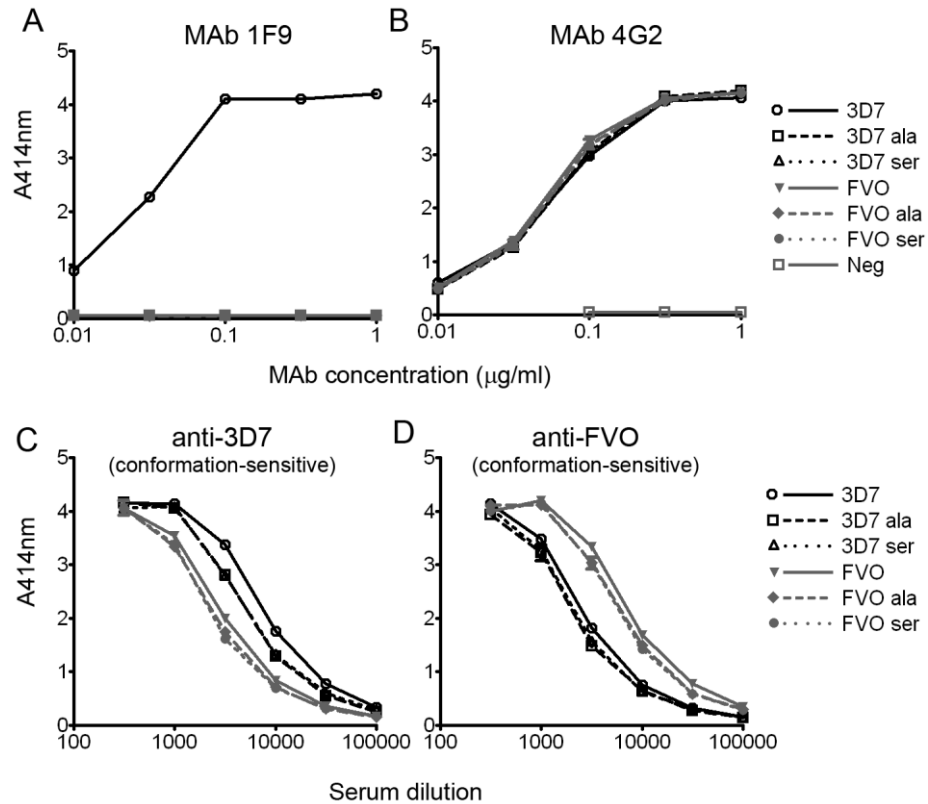 A
MAb 1F9
B
MAb 4G2
5
4
3
2
1
0
A414nm
0.01
0.1
1
5
4
3
2
1
0
0.01
0.1
1
MAb concentration (µg/ml)
3D7
3D7 ala
3D7 ser
FVO
FVO ala
FVO ser
Neg
C
anti-3D7
(conformation-sensitive)
D
anti-FVO
(conformation-sensitive)
5
4
3
2
1
0
A414nm
100
1000
10000
100000
5
4
3
2
1
0
100
1000
10000
100000
Serum dilution
3D7
3D7 ala
3D7 ser
FVO
FVO ala
FVO ser